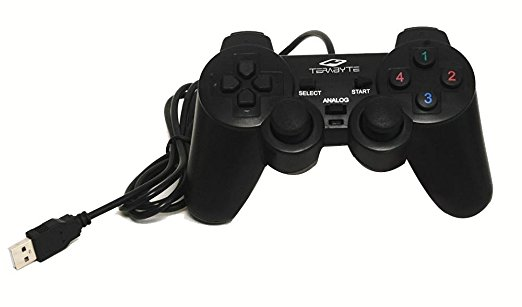 TERABYTE
SELECT START
ANALOG
1
4 2
3